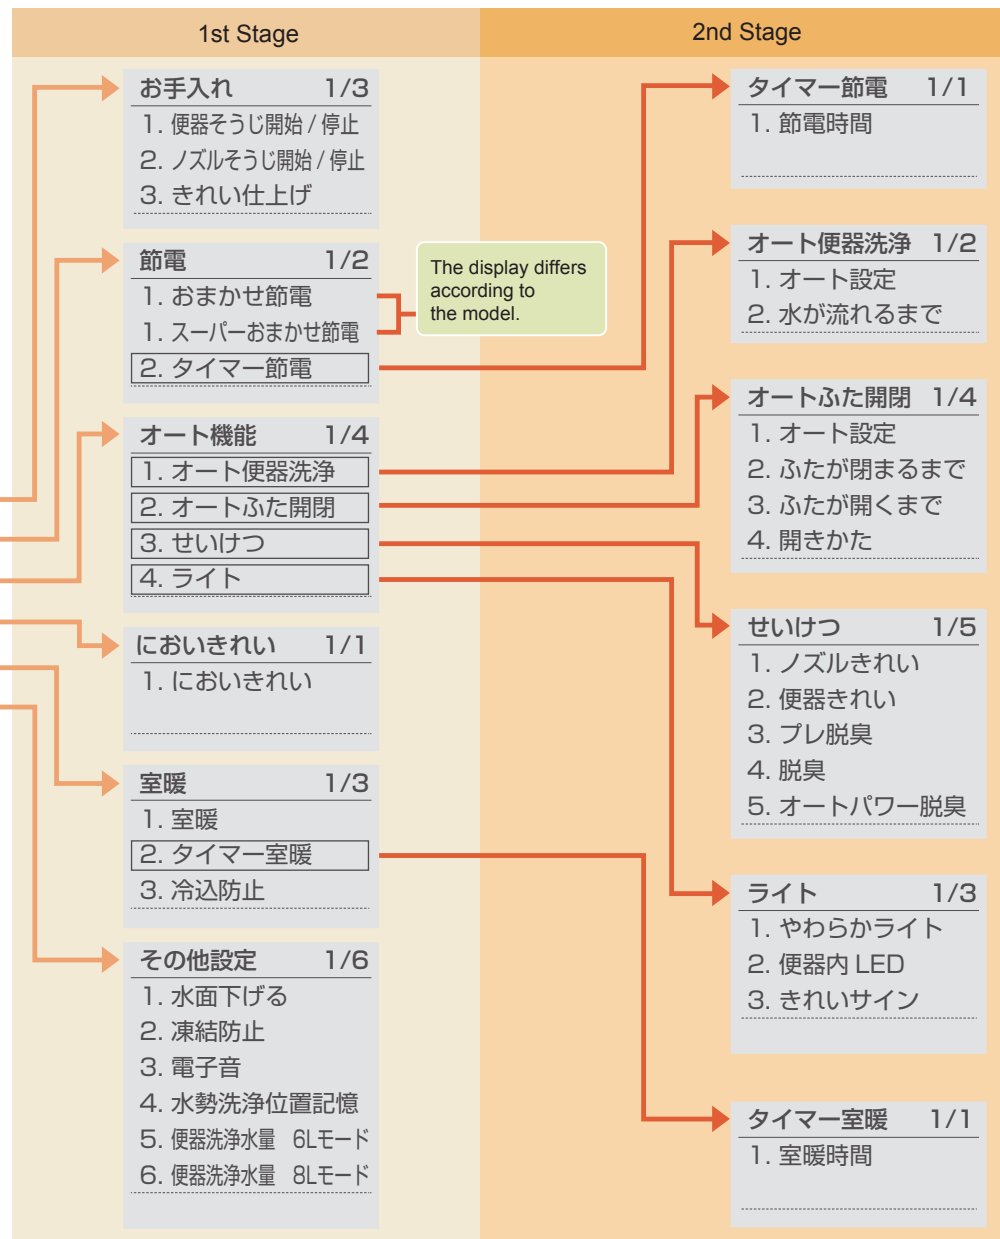 1st Stage
お手入れ 1/3
1. 便器そうじ開始 / 停止
2. ノズルそうじ開始 / 停止
3. きれい仕上げ
節電 1/2
1. おまかせ節電
1. スーパーおまかせ節電
2. タイマー節電
The display differs
according to
the model.
オート機能 1/4
1. オート便器洗浄
2. オートふた開閉
3. せいけつ
4. ライト
においきれい 1/1
1. においきれい
室暖 1/3
1. 室暖
2. タイマー室暖
3. 冷込防止
その他設定 1/6
1. 水面下げる
2. 凍結防止
3. 電子音
4. 水勢洗浄位置記憶
5. 便器洗浄水量 6Lモード
6. 便器洗浄水量 8Lモード
2nd Stage
タイマー節電 1/1
1. 節電時間
オート便器洗浄 1/2
1. オート設定
2. 水が流れるまで
オートふた開閉 1/4
1. オート設定
2. ふたが閉まるまで
3. ふたが開くまで
4. 開きかた
せいけつ 1/5
1. ノズルきれい
2. 便器きれい
3. プレ脱臭
4. 脱臭
5. オートパワー脱臭
ライト 1/3
1. やわらかライト
2. 便器内 LED
3. きれいサイン
タイマー室暖 1/1
1. 室暖時間